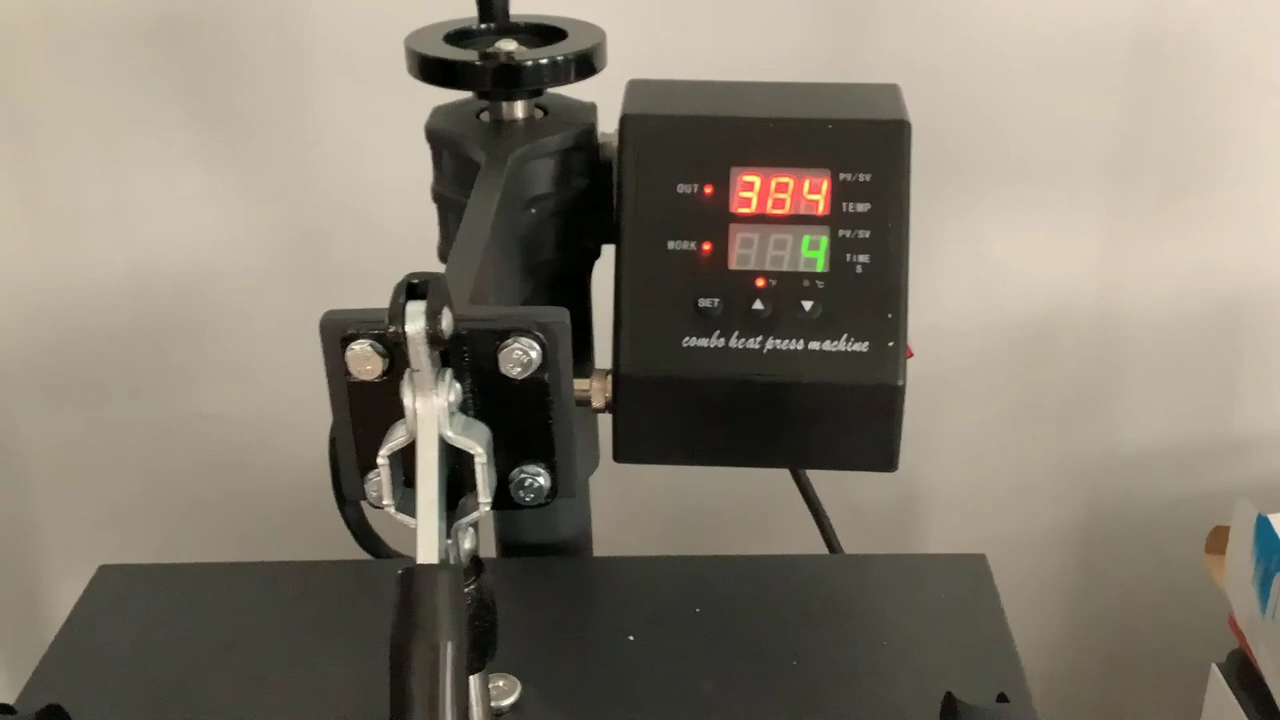 OUT 384 PV/SV
TEMP
WORK 4 PV/SV
TIME
S
°F °C
SET
combo heat press machine